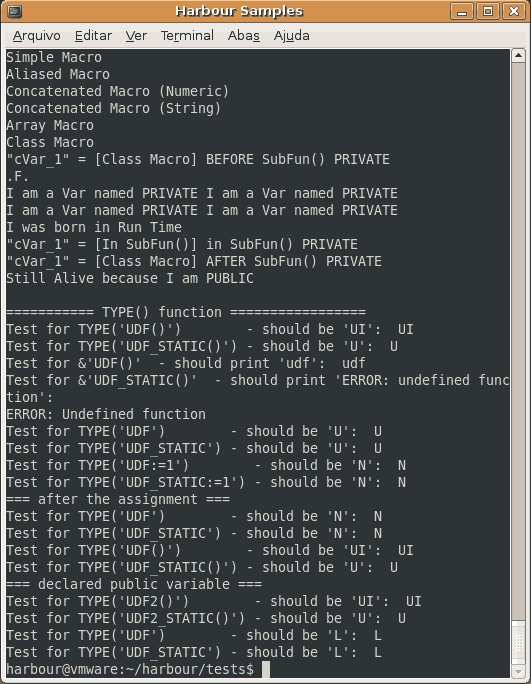 Harbour Samples
Arquivo Editar Ver Terminal Abas Ajuda
Simple Macro
Aliased Macro
Concatenated Macro (Numeric)
Concatenated Macro (String)
Array Macro
Class Macro
"cVar_1" = [Class Macro] BEFORE SubFun() PRIVATE
.F.
I am a Var named PRIVATE I am a Var named PRIVATE
I am a Var named PRIVATE I am a Var named PRIVATE
I was born in Run Time
"cVar_1" = [In SubFun()] in SubFun() PRIVATE
"cVar_1" = [Class Macro] AFTER SubFun() PRIVATE
Still Alive because I am PUBLIC
=========== TYPE() function =================
Test for TYPE('UDF()')        - should be 'UI':  UI
Test for TYPE('UDF_STATIC()') - should be 'U':  U
Test for &'UDF()'  - should print 'udf':  udf
Test for &'UDF_STATIC()'  - should print 'ERROR: undefined func
tion':
ERROR: Undefined function
Test for TYPE('UDF')        - should be 'U':  U
Test for TYPE('UDF_STATIC') - should be 'U':  U
Test for TYPE('UDF:=1')        - should be 'N':  N
Test for TYPE('UDF_STATIC:=1') - should be 'N':  N
=== after the assignment ===
Test for TYPE('UDF')        - should be 'N':  N
Test for TYPE('UDF_STATIC') - should be 'N':  N
Test for TYPE('UDF()')        - should be 'UI':  UI
Test for TYPE('UDF_STATIC()') - should be 'U':  U
=== declared public variable ===
Test for TYPE('UDF2()')        - should be 'UI':  UI
Test for TYPE('UDF2_STATIC()') - should be 'U':  U
Test for TYPE('UDF')        - should be 'L':  L
Test for TYPE('UDF_STATIC') - should be 'L':  L
harbour@vmware:~/harbour/tests$